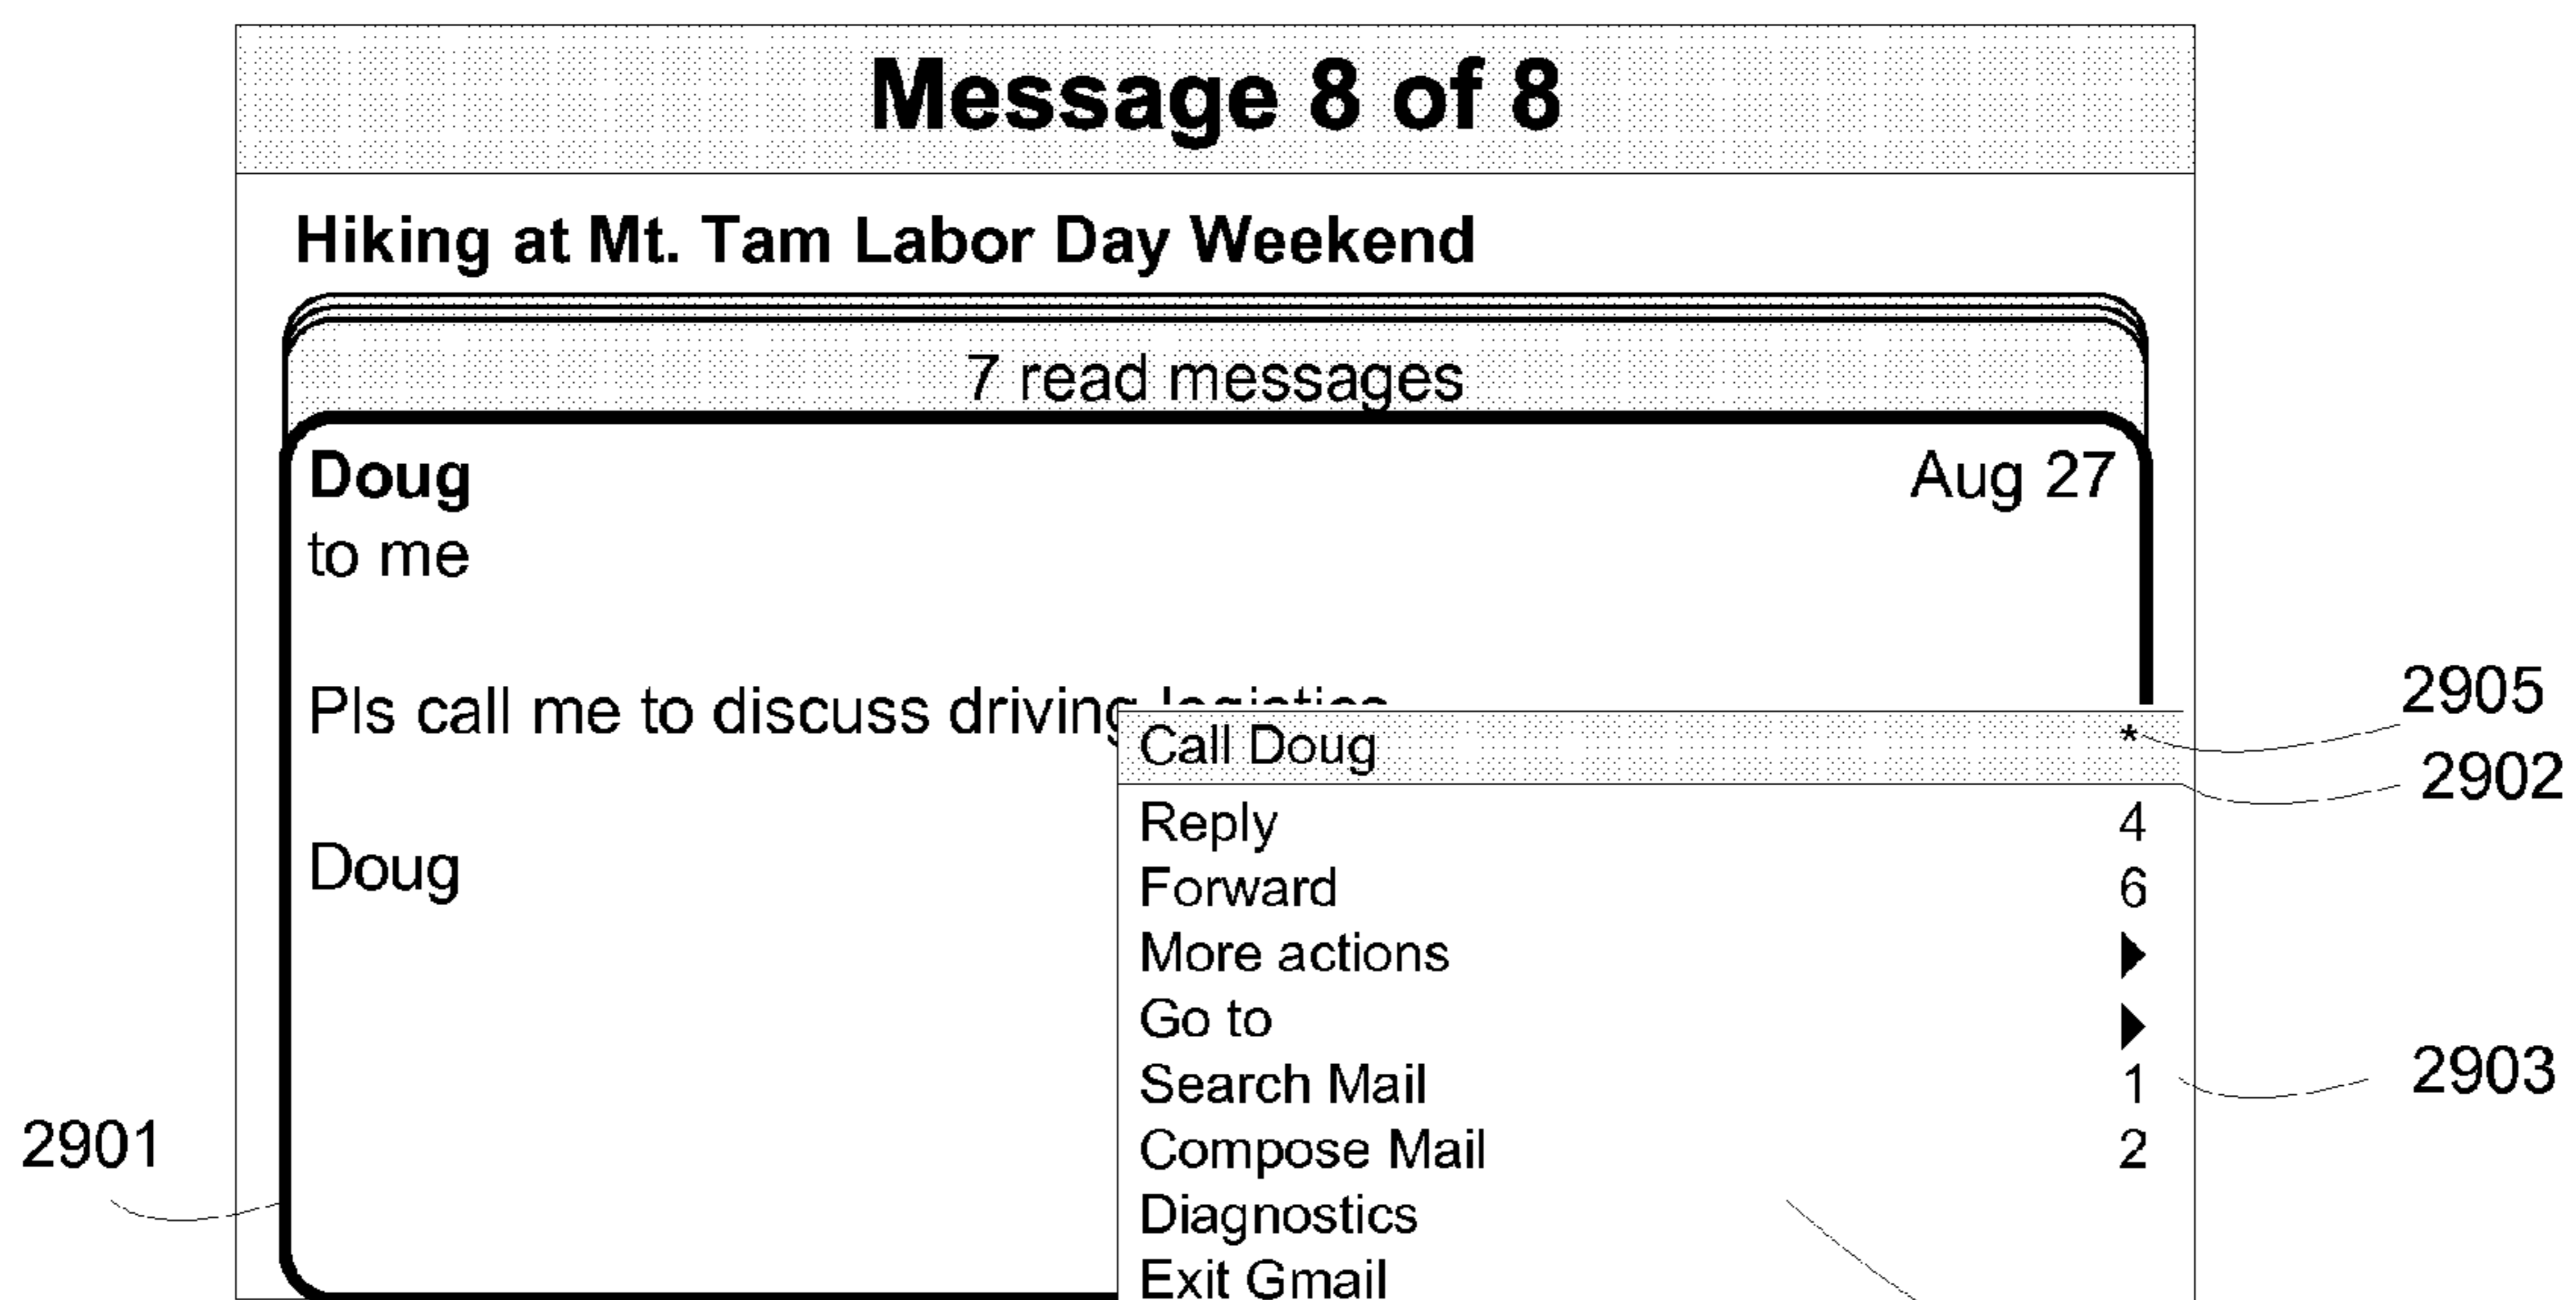 Message 8 of 8
Hiking at Mt. Tam Labor Day Weekend
7 read messages
Doug Aug 27
to me
Pls call me to discuss driving logistics
Call Doug *
Reply 4
Forward 6
More actions ▶
Go to ▶
Search Mail 1
Compose Mail 2
Diagnostics
Exit Gmail
Doug
2905
2902
2903
2901